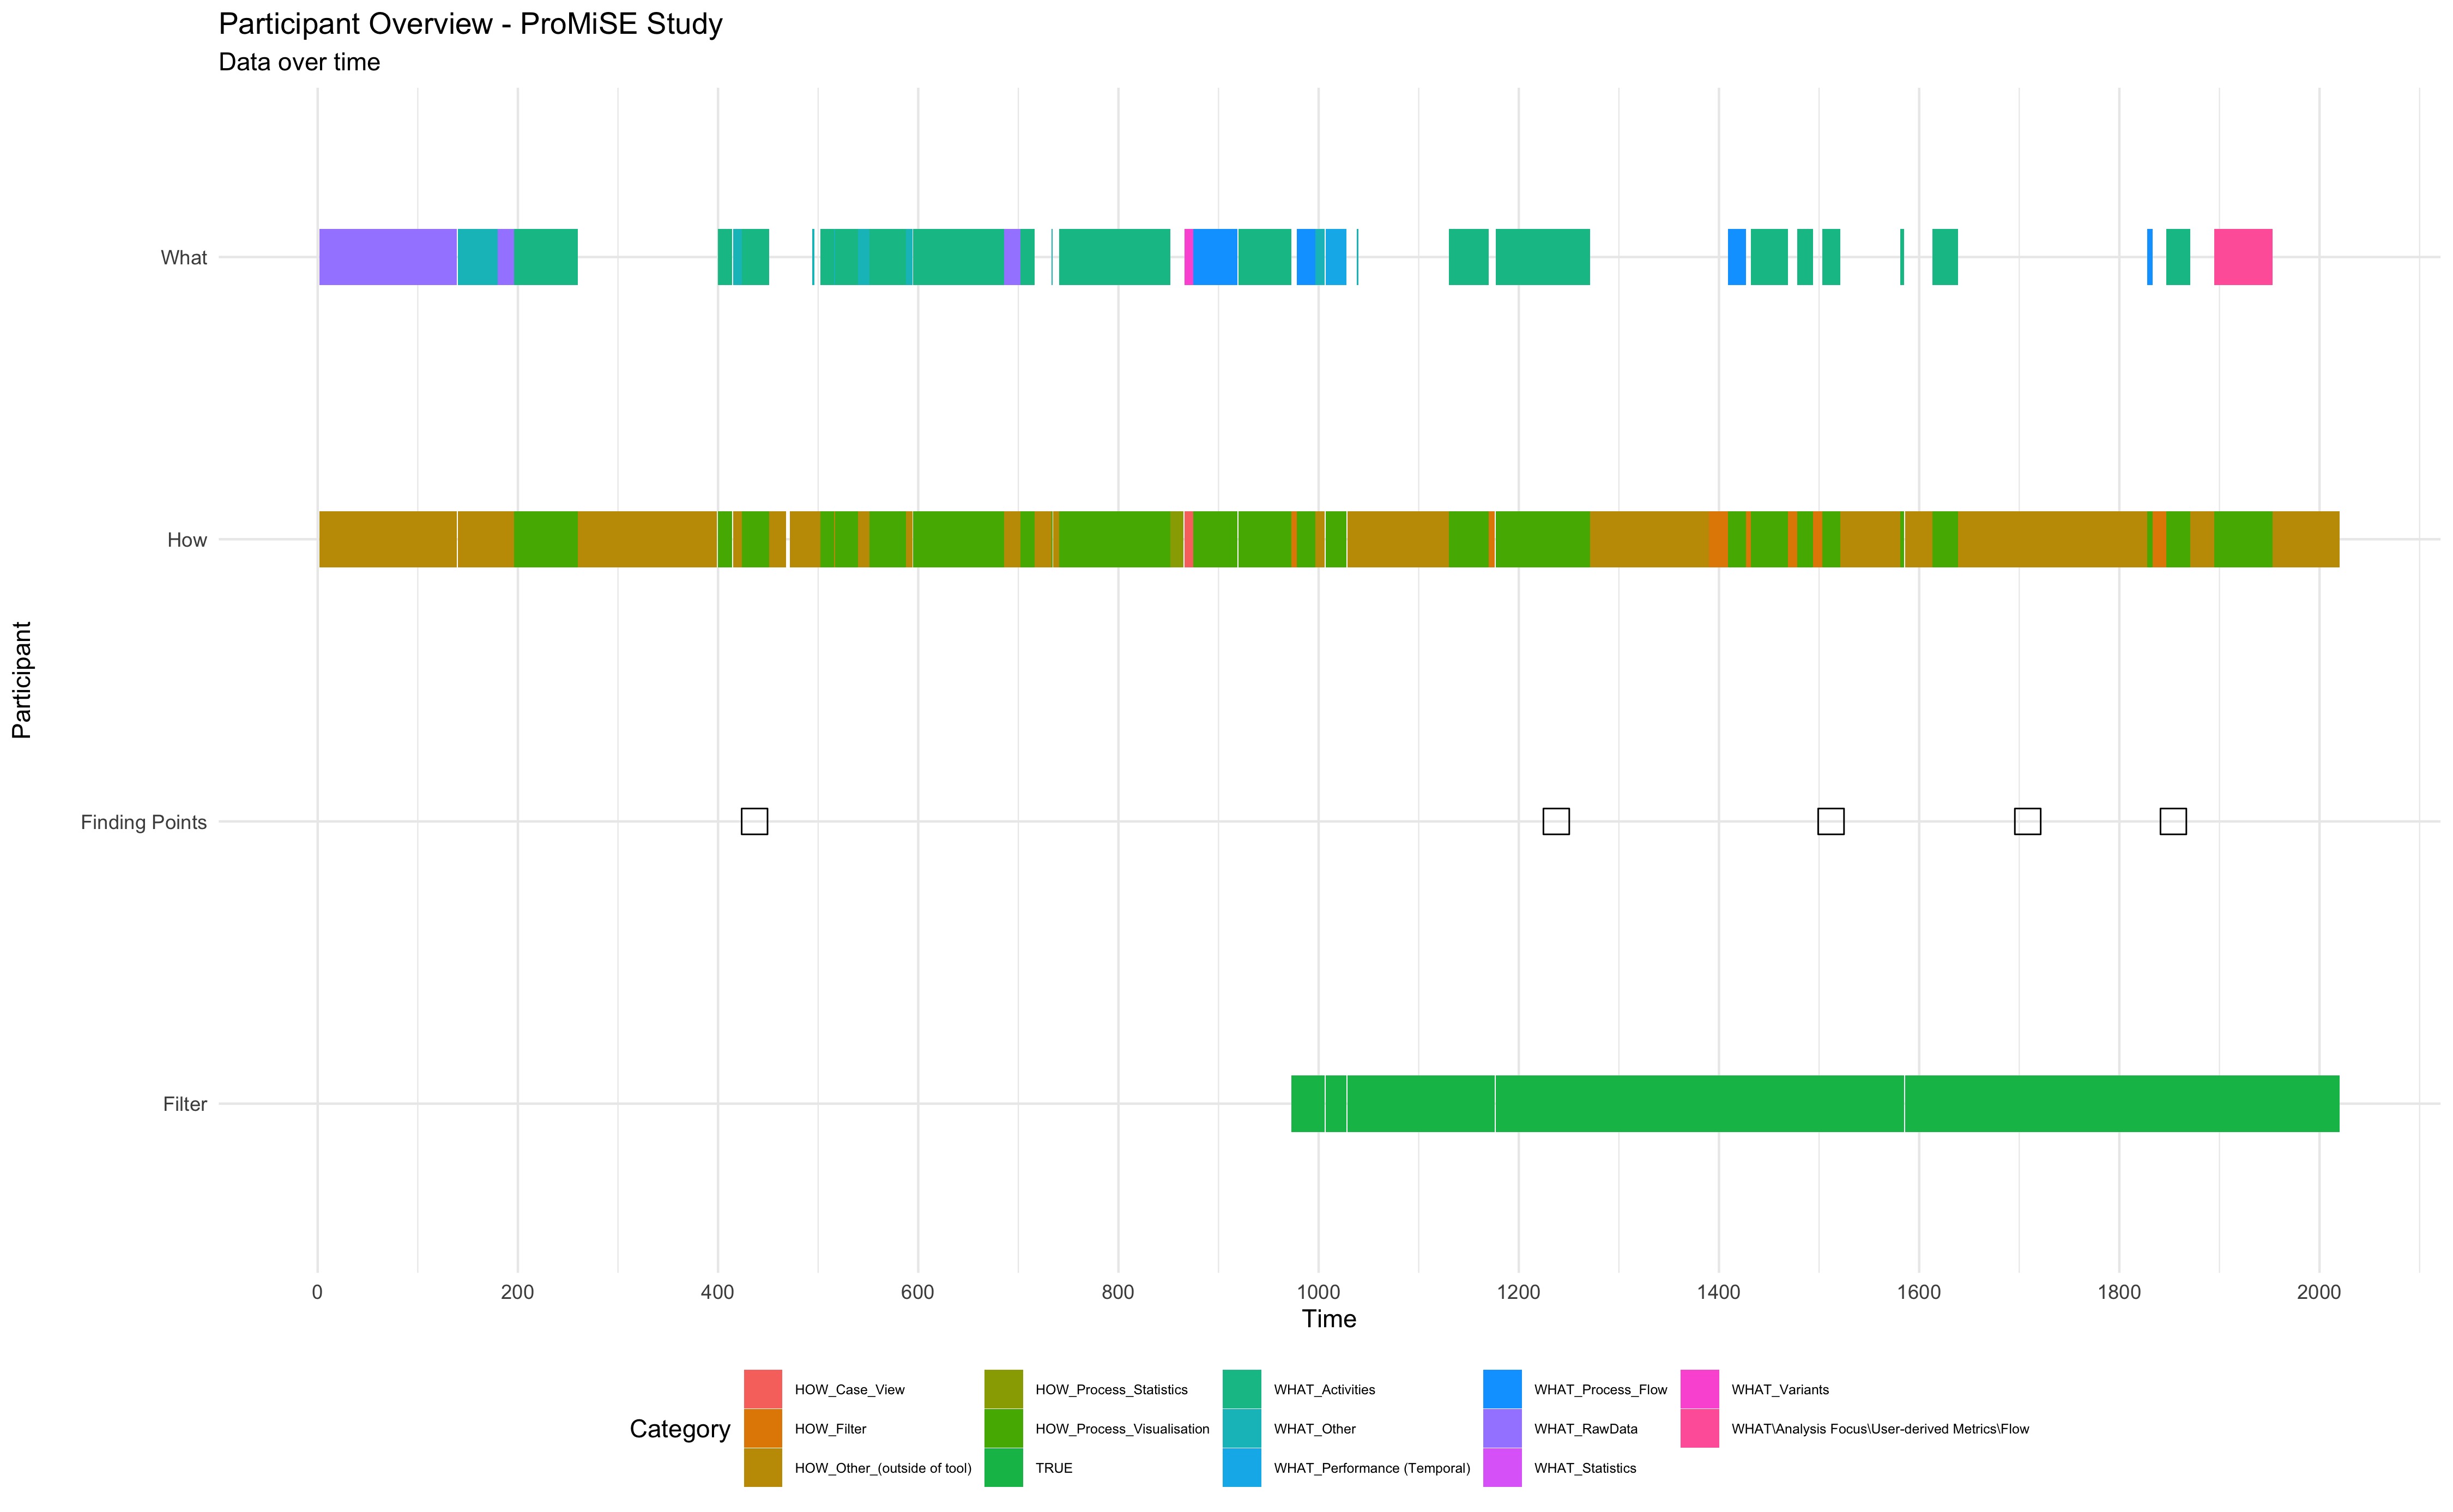 Participant Overview - ProMiSE Study
Data over time
Participant
What
How
Finding Points
Filter
0 200 400 600 800 1000 1200 1400 1600 1800 2000
Time
Category
HOW_Case_View
HOW_Filter
HOW_Other_(outside of tool)
HOW_Process_Statistics
HOW_Process_Visualisation
TRUE
WHAT_Activities
WHAT_Other
WHAT_Performance (Temporal)
WHAT_Process_Flow
WHAT_RawData
WHAT_Statistics
WHAT_Variants
WHAT\Analysis Focus\User-derived Metrics\Flow